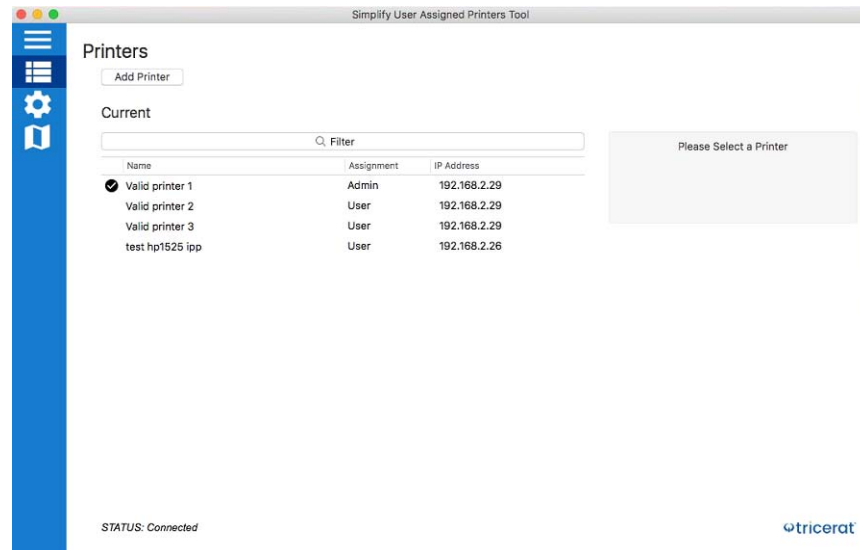 Simplify User Assigned Printers Tool
Printers
Add Printer
Current
Filter
Please Select a Printer
Name Assignment IP Address
Valid printer 1 Admin 192.168.2.29
Valid printer 2 User 192.168.2.29
Valid printer 3 User 192.168.2.29
test hp1525 ipp User 192.168.2.26
STATUS: Connected
tricerat